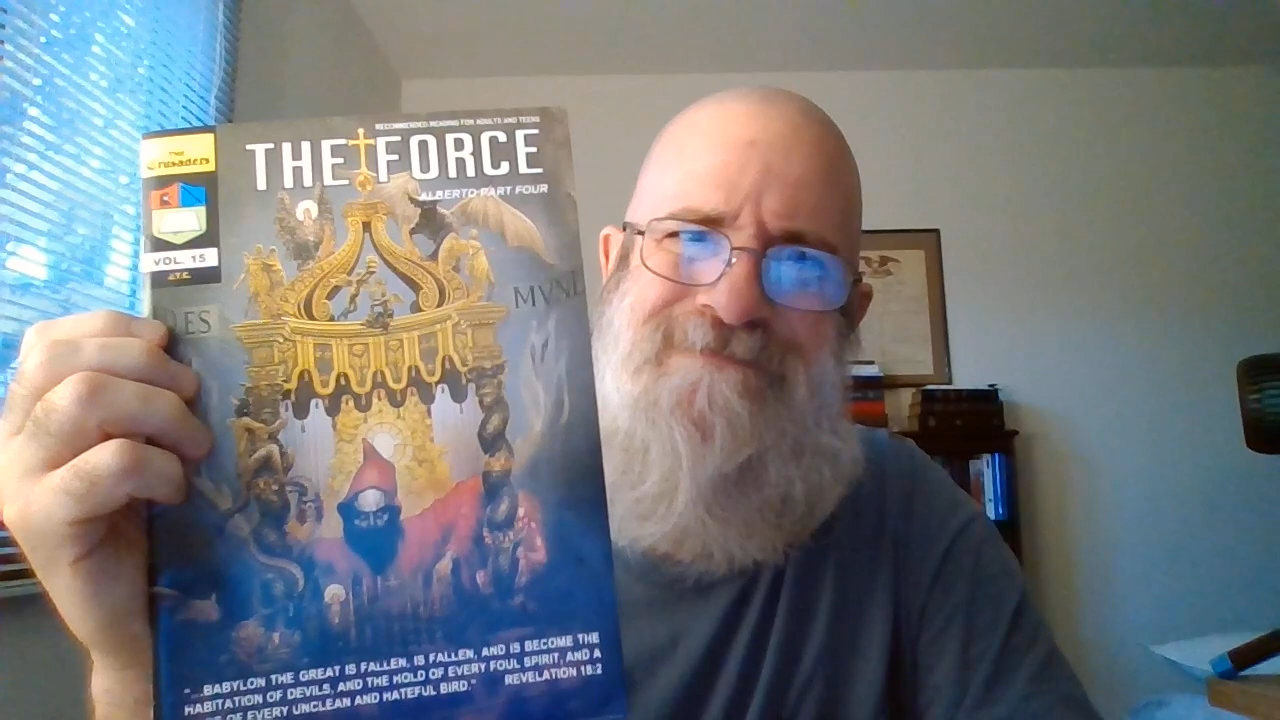 RECOMMENDED READING FOR ADULTS AND TEENS
THE
Crusaders
THE FORCE
ALBERTO PART FOUR
VOL. 15
J.T.C.
ES
MVN
"...BABYLON THE GREAT IS FALLEN, IS FALLEN, AND IS BECOME THE
HABITATION OF DEVILS, AND THE HOLD OF EVERY FOUL SPIRIT, AND A
OF EVERY UNCLEAN AND HATEFUL BIRD." REVELATION 18:2